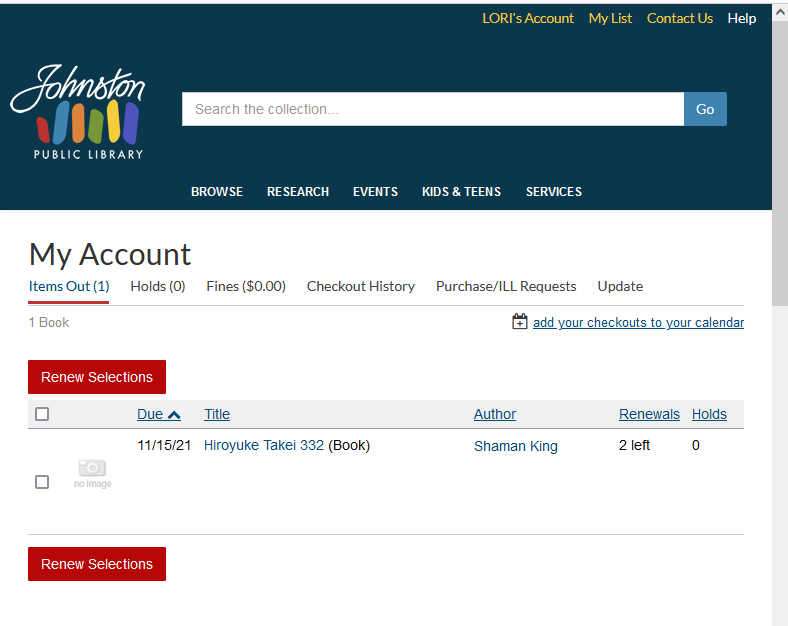 LORI's Account My List Contact Us Help
Johnston
PUBLIC LIBRARY
Search the collection... Go
BROWSE RESEARCH EVENTS KIDS & TEENS SERVICES
My Account
Items Out (1) Holds (0) Fines ($0.00) Checkout History Purchase/ILL Requests Update
1 Book add your checkouts to your calendar
Renew Selections
Due Title Author Renewals Holds
11/15/21 Hiroyuke Takei 332 (Book) Shaman King 2 left 0
no image
Renew Selections